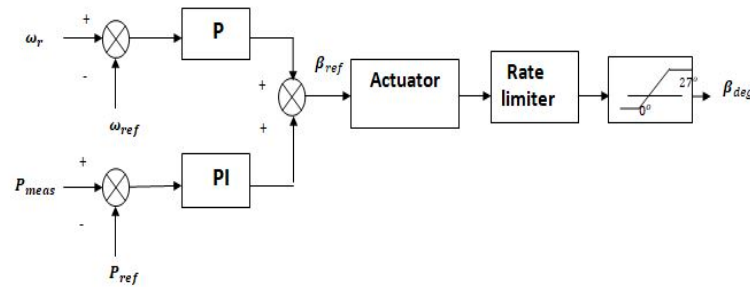 +
P
ω_r
-
β_ref
Actuator
Rate
limiter
27°
0°
β_deg
+
+
ω_ref
+
P_meas
PI
-
P_ref